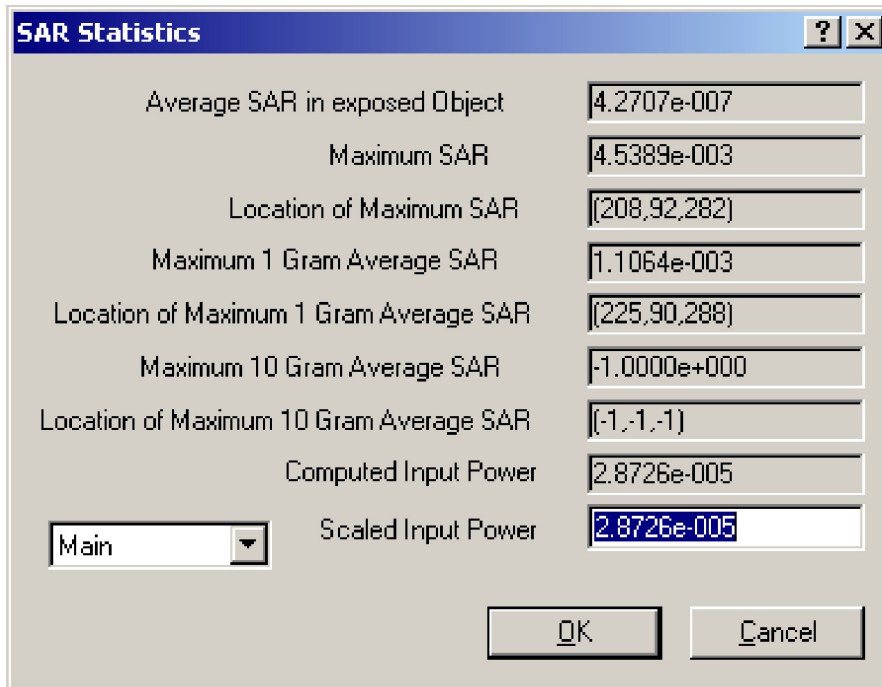 SAR Statistics
Average SAR in exposed Object 4.2707e-007
Maximum SAR 4.5389e-003
Location of Maximum SAR (208,92,282)
Maximum 1 Gram Average SAR 1.1064e-003
Location of Maximum 1 Gram Average SAR (225,90,288)
Maximum 10 Gram Average SAR -1.0000e+000
Location of Maximum 10 Gram Average SAR (-1,-1,-1)
Computed Input Power 2.8726e-005
Main Scaled Input Power 2.8726e-005
OK Cancel